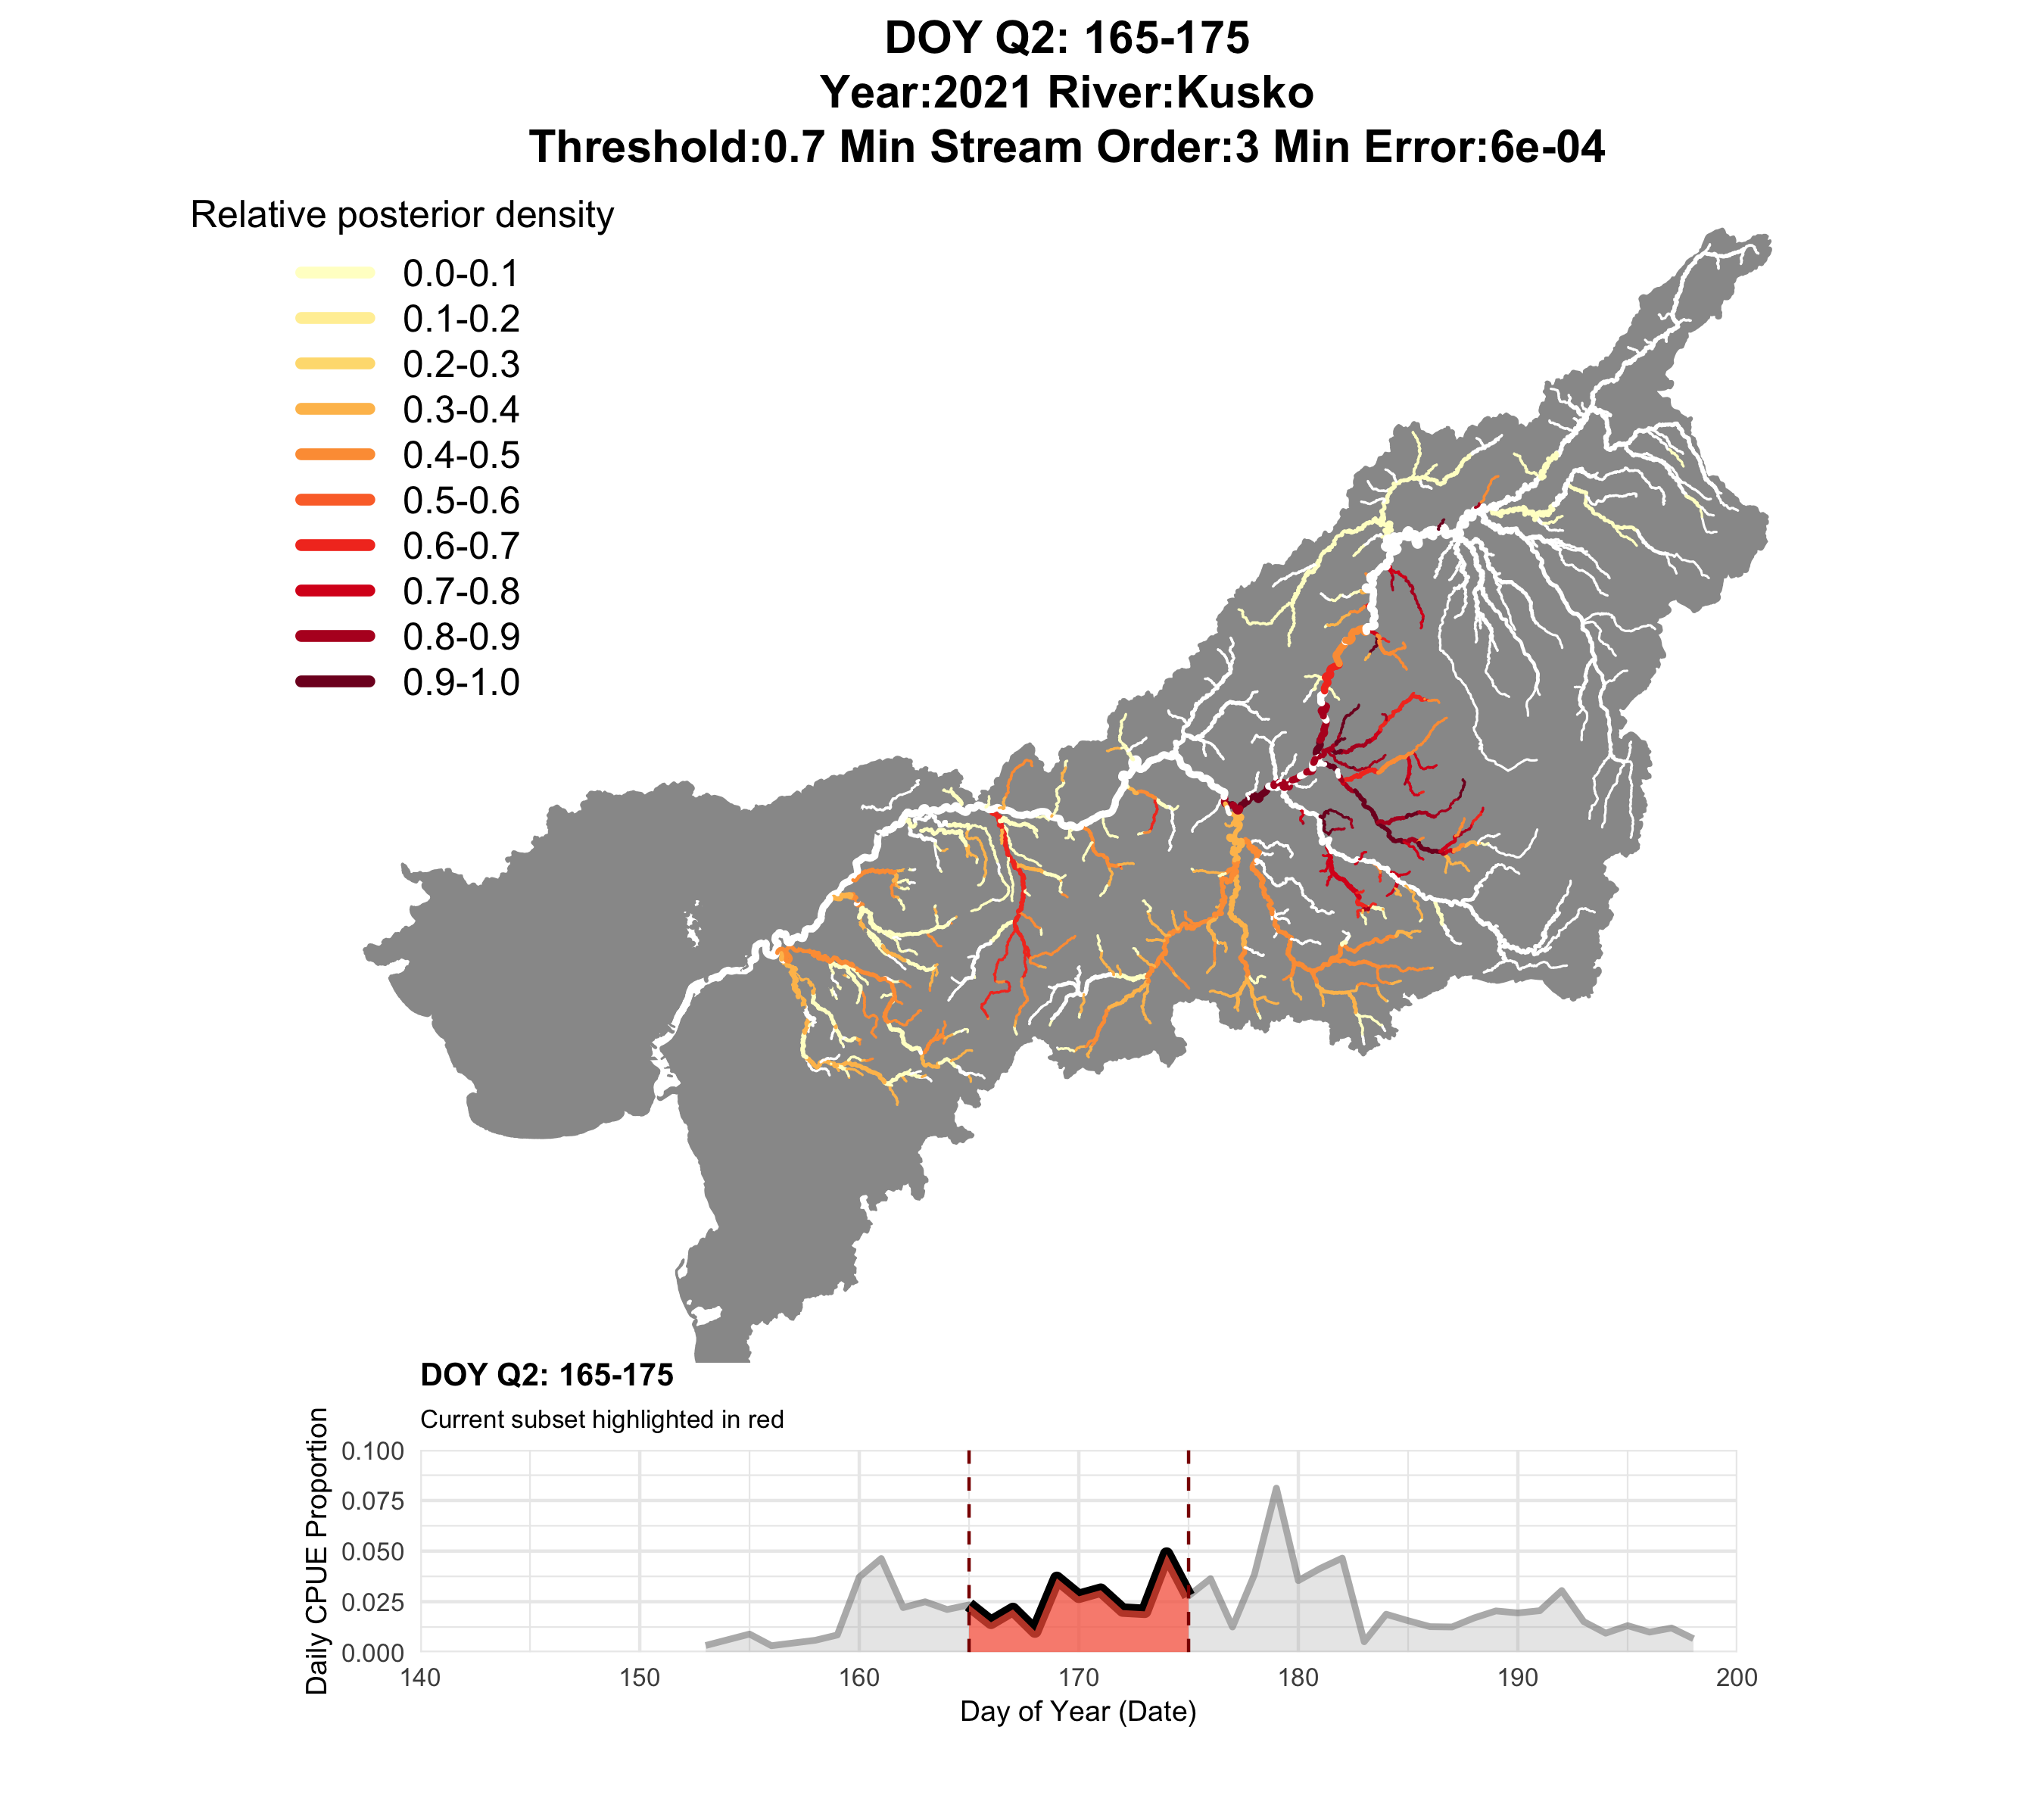 DOY Q2: 165-175
Year:2021 River:Kusko
Threshold:0.7 Min Stream Order:3 Min Error:6e-04
Relative posterior density
0.0-0.1
0.1-0.2
0.2-0.3
0.3-0.4
0.4-0.5
0.5-0.6
0.6-0.7
0.7-0.8
0.8-0.9
0.9-1.0
DOY Q2: 165-175
Current subset highlighted in red
Daily CPUE Proportion
0.100
0.075
0.050
0.025
0.000
140 150 160 170 180 190 200
Day of Year (Date)